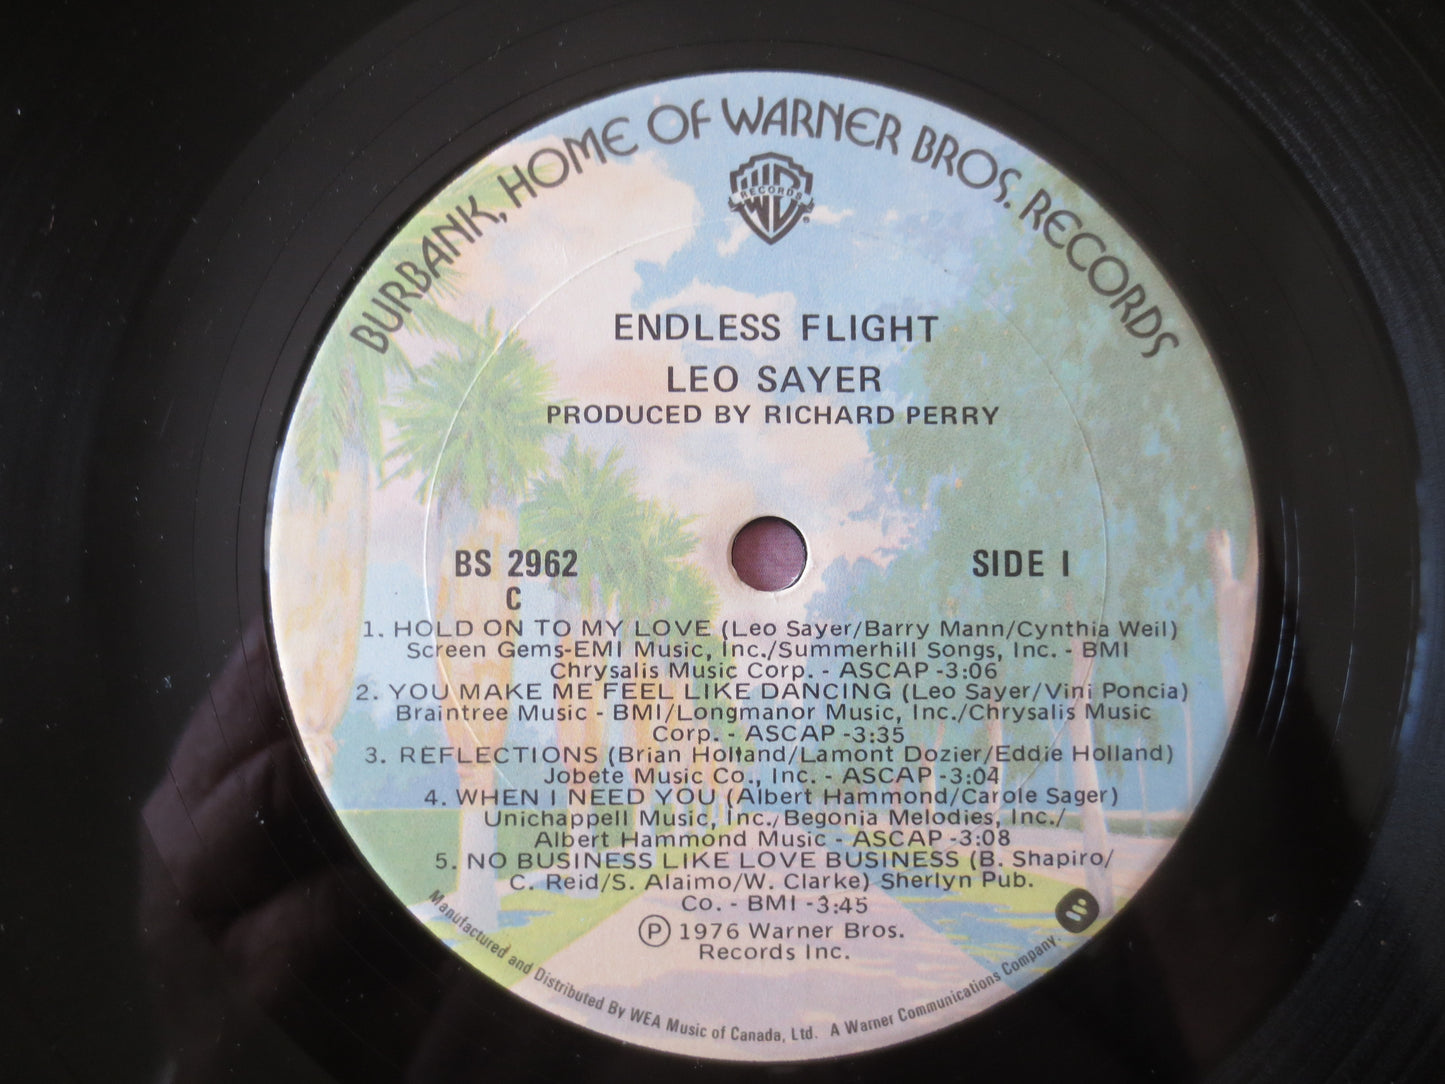 BURBANK, HOME OF WARNER BROS. RECORDS
WB
RECORDS
®
ENDLESS FLIGHT
LEO SAYER
PRODUCED BY RICHARD PERRY
BS 2962 SIDE I
C
1. HOLD ON TO MY LOVE (Leo Sayer/Barry Mann/Cynthia Weil)
Screen Gems-EMI Music, Inc./Summerhill Songs, Inc. - BMI
Chrysalis Music Corp. - ASCAP -3:06
2. YOU MAKE ME FEEL LIKE DANCING (Leo Sayer/Vini Poncia)
Braintree Music - BMI/Longmanor Music, Inc./Chrysalis Music
Corp. - ASCAP -3:35
3. REFLECTIONS (Brian Holland/Lamont Dozier/Eddie Holland)
Jobete Music Co., Inc. - ASCAP -3:04
4. WHEN I NEED YOU (Albert Hammond/Carole Sager)
Unichappell Music, Inc./Begonia Melodies, Inc./
Albert Hammond Music - ASCAP -3:08
5. NO BUSINESS LIKE LOVE BUSINESS (B. Shapiro/
C. Reid/S. Alaimo/W. Clarke) Sherlyn Pub.
Co. - BMI -3:45
Ⓟ 1976 Warner Bros.
Records Inc.
Manufactured and Distributed By WEA Music of Canada, Ltd. A Warner Communications Company.